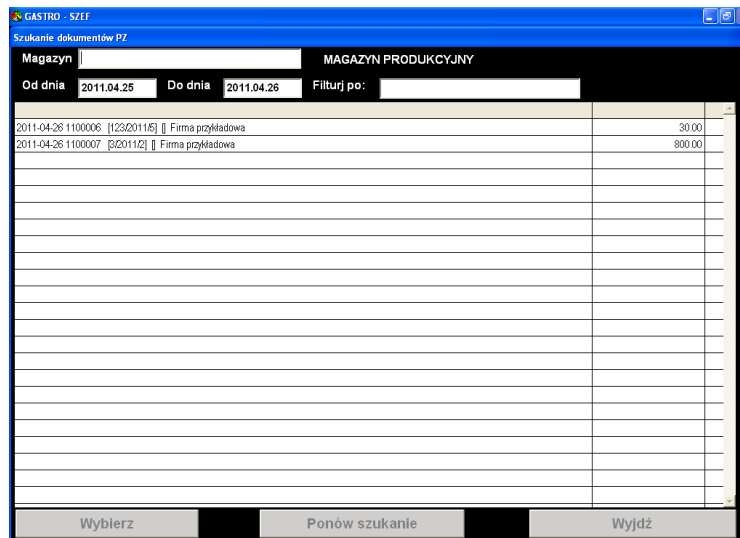 GASTRO - SZEF
Szukanie dokumentów PZ
Magazyn MAGAZYN PRODUKCYJNY
Od dnia 2011.04.25 Do dnia 2011.04.26 Filturj po:
2011-04-26 1100006 [123/2011/5] [] Firma przykładowa 30.00
2011-04-26 1100007 [3/2011/2] [] Firma przykładowa 800.00
Wybierz Ponów szukanie Wyjdź